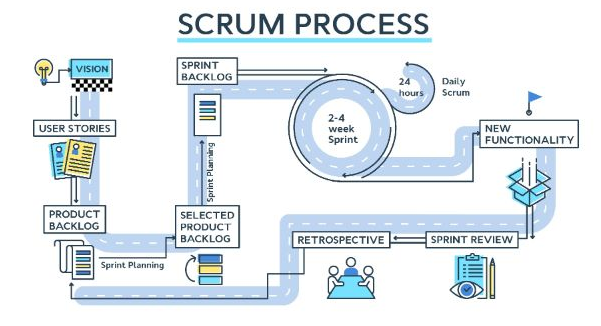 SCRUM PROCESS
VISION
USER STORIES
PRODUCT
BACKLOG
Sprint Planning
SELECTED
PRODUCT
BACKLOG
Sprint Planning
SPRINT
BACKLOG
2-4
week
Sprint
24
hours
Daily
Scrum
NEW
FUNCTIONALITY
SPRINT REVIEW
RETROSPECTIVE